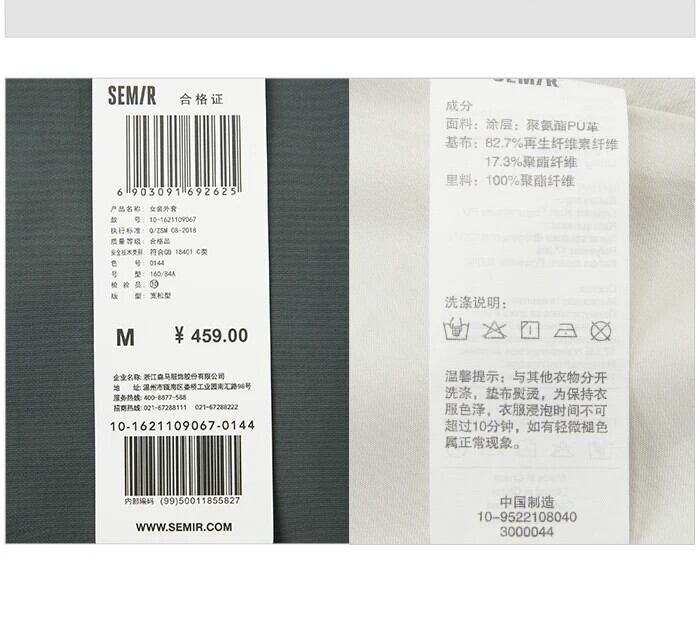 SEMIR 合格证
6 903091 692625
产品名称: 女装外套
款 号: 10-1621109067
执行标准: Q/ZSM 08-2018
质量等级: 合格品
安全技术类别: 符合GB 18401 C类
色 号: 0144
号 型: 160/84A
检 验 员: 10
版 型: 宽松型
M ¥ 459.00
企业名称: 浙江森马服饰股份有限公司
地 址: 温州市瓯海区娄桥工业园南汇路98号
服务热线: 400-8877-588
招商热线: 021-67288111 021-67288222
10-1621109067-0144
内部编码 (99)50011855827
WWW.SEMIR.COM
SEMIR
成分
面料: 涂层: 聚氨酯PU革
基布: 82.7%再生纤维素纤维
17.3%聚酯纤维
里料: 100%聚酯纤维
洗涤说明:
温馨提示: 与其他衣物分开
洗涤, 垫布熨烫, 为保持衣
服色泽, 衣服浸泡时间不可
超过10分钟, 如有轻微褪色
属正常现象。
中国制造
10-9522108040
3000044